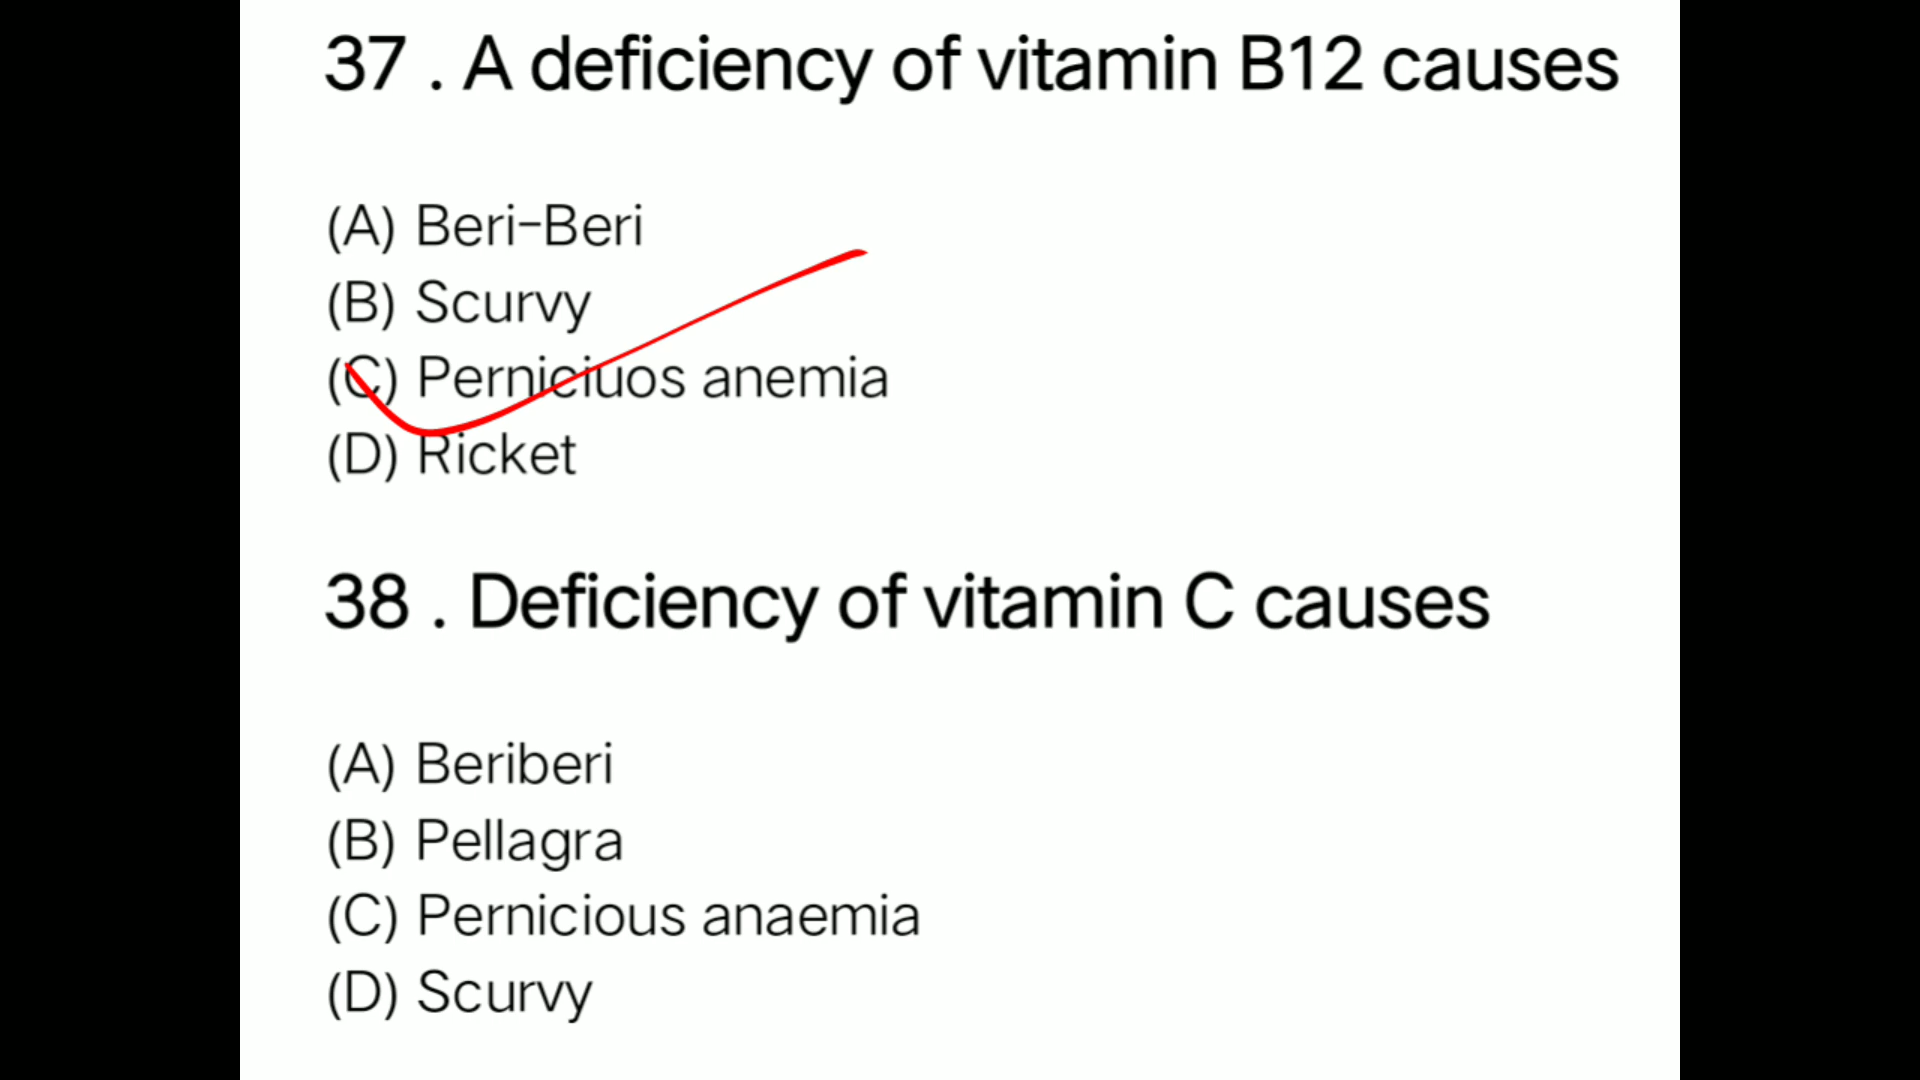 37 . A deficiency of vitamin B12 causes
(A) Beri-Beri
(B) Scurvy
(C) Perniciuos anemia
(D) Ricket
38 . Deficiency of vitamin C causes
(A) Beriberi
(B) Pellagra
(C) Pernicious anaemia
(D) Scurvy